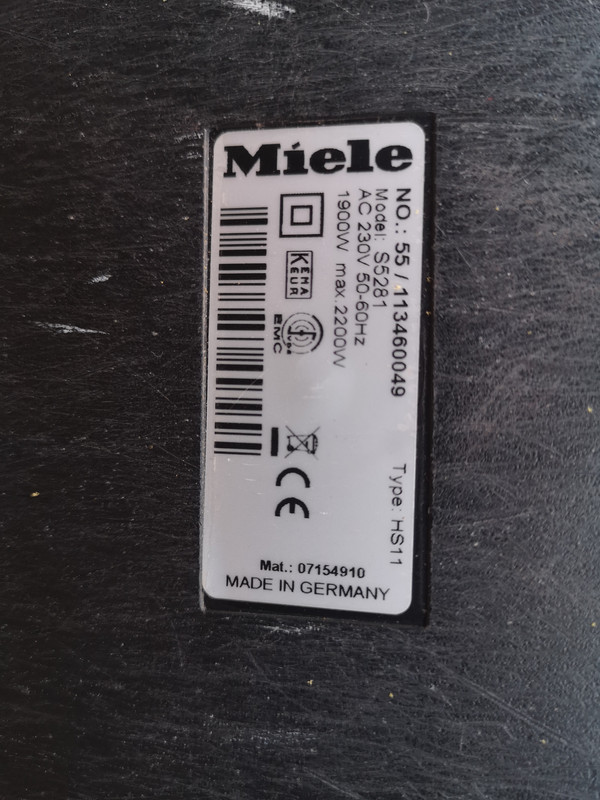 Miele
NO.: 55 / 113460049 Type: HS11
Model: S5281
AC 230V 50-60Hz
1900W max.2200W
KEMA
KEUR
EMC
CE
Mat.: 07154910
MADE IN GERMANY